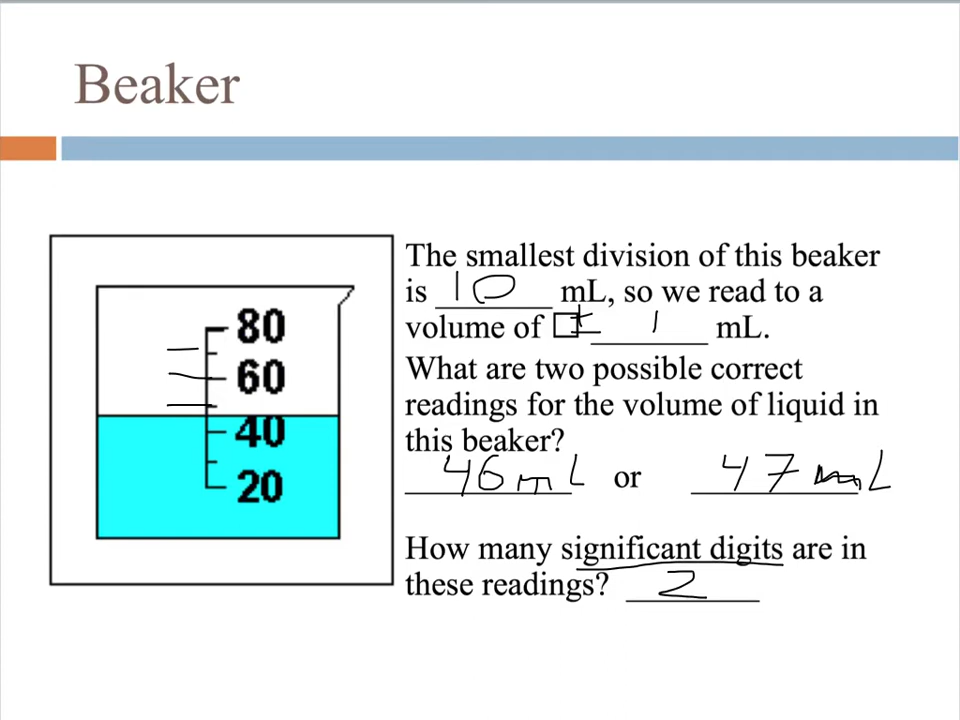 Beaker
80
60
40
20
The smallest division of this beaker
is 10 mL, so we read to a
volume of ± 1 mL.
What are two possible correct
readings for the volume of liquid in
this beaker?
46 mL or 47 mL
How many significant digits are in
these readings? 2